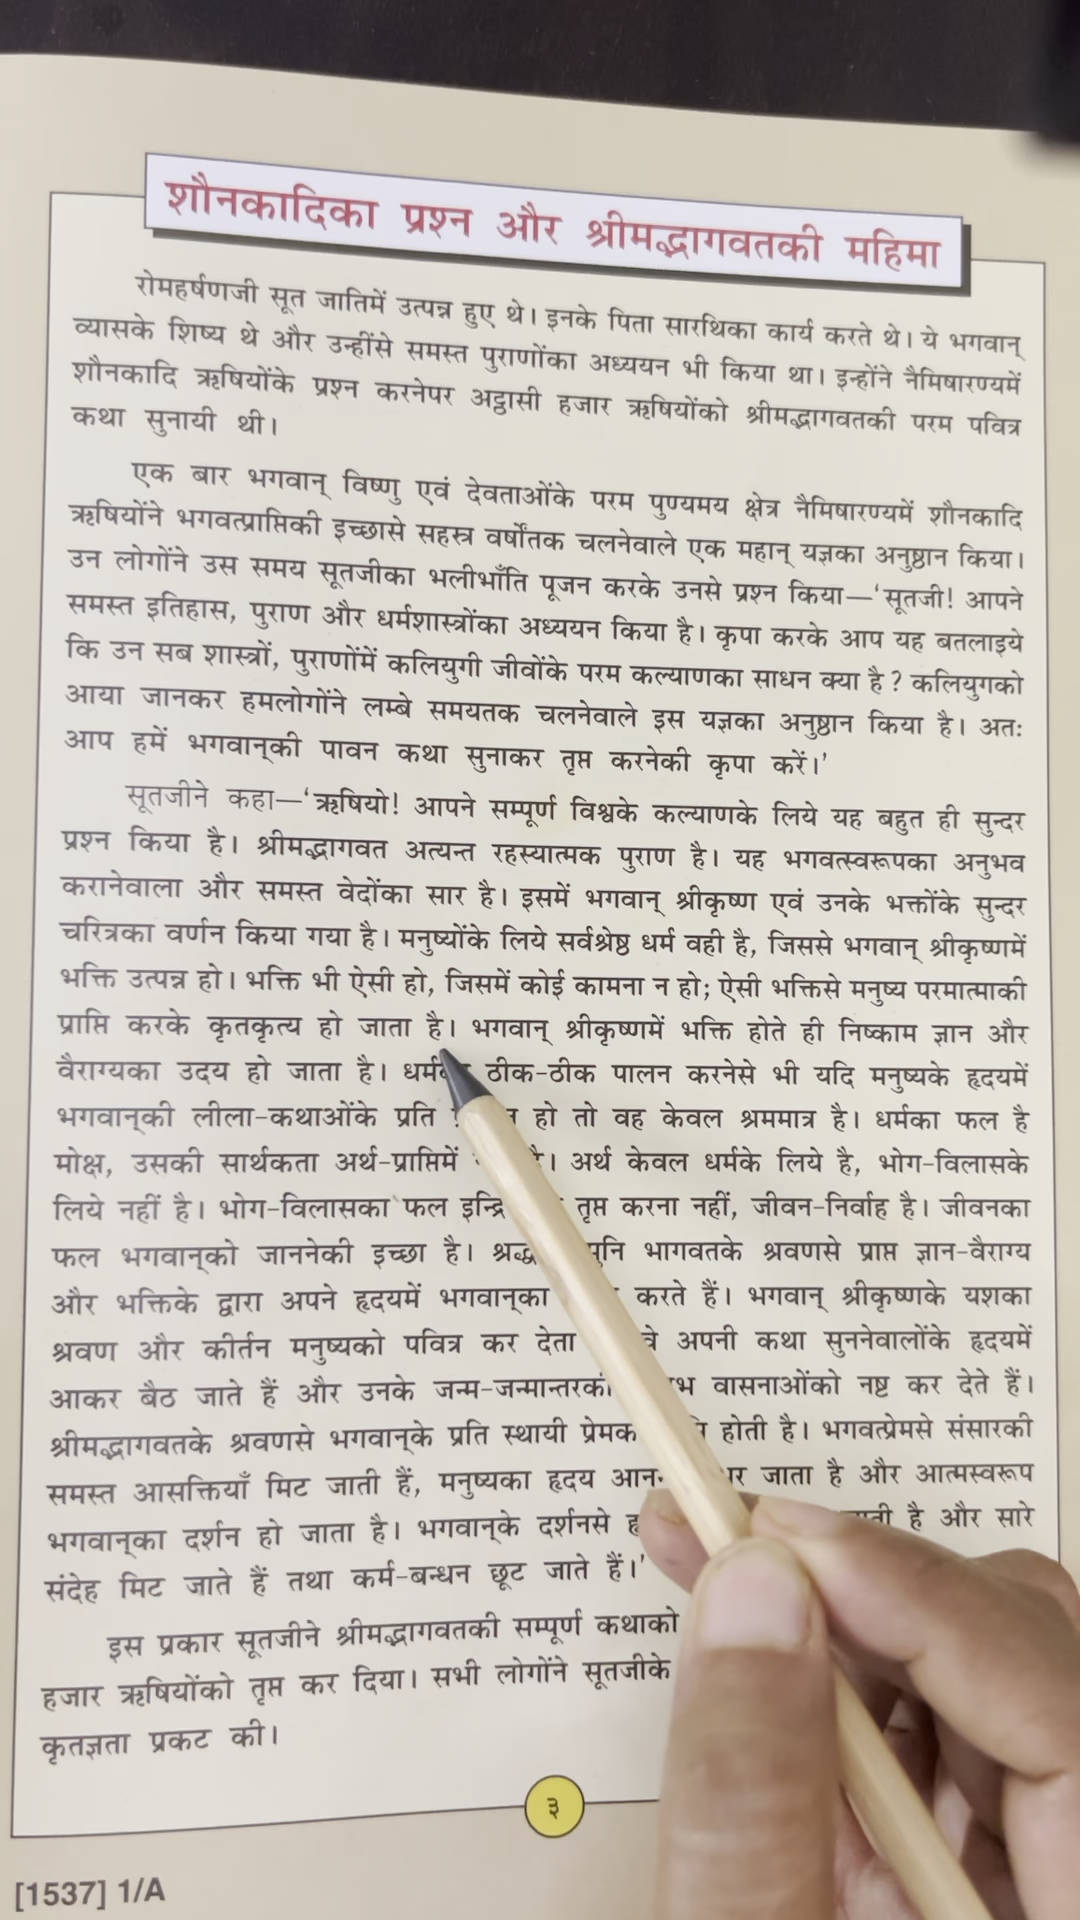 शौनकादिका प्रश्न और श्रीमद्भागवतकी महिमा
रोमहर्षणजी सूत जातिमें उत्पन्न हुए थे। इनके पिता सारथिका कार्य करते थे। ये भगवान्
व्यासके शिष्य थे और उन्हींसे समस्त पुराणोंका अध्ययन भी किया था। इन्होंने नैमिषारण्यमें
शौनकादि ऋषियोंके प्रश्न करनेपर अट्ठासी हजार ऋषियोंको श्रीमद्भागवतकी परम पवित्र
कथा सुनायी थी।
एक बार भगवान् विष्णु एवं देवताओंके परम पुण्यमय क्षेत्र नैमिषारण्यमें शौनकादि
ऋषियोंने भगवत्प्राप्तिकी इच्छासे सहस्त्र वर्षोंतक चलनेवाले एक महान् यज्ञका अनुष्ठान किया।
उन लोगोंने उस समय सूतजीका भलीभाँति पूजन करके उनसे प्रश्न किया—‘सूतजी! आपने
समस्त इतिहास, पुराण और धर्मशास्त्रोंका अध्ययन किया है। कृपा करके आप यह बतलाइये
कि उन सब शास्त्रों, पुराणोंमें कलियुगी जीवोंके परम कल्याणका साधन क्या है? कलियुगको
आया जानकर हमलोगोंने लम्बे समयतक चलनेवाले इस यज्ञका अनुष्ठान किया है। अतः
आप हमें भगवान्‌की पावन कथा सुनाकर तृप्त करनेकी कृपा करें।’
सूतजीने कहा—‘ऋषियो! आपने सम्पूर्ण विश्वके कल्याणके लिये यह बहुत ही सुन्दर
प्रश्न किया है। श्रीमद्भागवत अत्यन्त रहस्यात्मक पुराण है। यह भगवत्स्वरूपका अनुभव
करानेवाला और समस्त वेदोंका सार है। इसमें भगवान् श्रीकृष्ण एवं उनके भक्तोंके सुन्दर
चरित्रका वर्णन किया गया है। मनुष्योंके लिये सर्वश्रेष्ठ धर्म वही है, जिससे भगवान् श्रीकृष्णमें
भक्ति उत्पन्न हो। भक्ति भी ऐसी हो, जिसमें कोई कामना न हो; ऐसी भक्तिसे मनुष्य परमात्माकी
प्राप्ति करके कृतकृत्य हो जाता है। भगवान् श्रीकृष्णमें भक्ति होते ही निष्काम ज्ञान और
वैराग्यका उदय हो जाता है। ठीक-ठीक पालन करनेसे भी यदि मनुष्यके हृदयमें
भगवान्‌की लीला-कथाओंके प्रति हो तो वह केवल श्रममात्र है। धर्मका फल है
मोक्ष, उसकी सार्थकता अर्थ-प्राप्तिमें है। अर्थ केवल धर्मके लिये है, भोग-विलासके
लिये नहीं है। भोग-विलासका फल तृप्त करना नहीं, जीवन-निर्वाह है। जीवनका
फल भगवान्‌को जाननेकी इच्छा है। भागवतके श्रवणसे प्राप्त ज्ञान-वैराग्य
और भक्तिके द्वारा अपने हृदयमें भगवान्‌का करते हैं। भगवान् श्रीकृष्णके यशका
श्रवण और कीर्तन मनुष्यको पवित्र कर देता वे अपनी कथा सुननेवालोंके हृदयमें
आकर बैठ जाते हैं और उनके जन्म-जन्मान्तरकी वासनाओंको नष्ट कर देते हैं।
श्रीमद्भागवतके श्रवणसे भगवान्‌के प्रति स्थायी होती है। भगवत्प्रेमसे संसारकी
समस्त आसक्तियाँ मिट जाती हैं, मनुष्यका हृदय जाता है और आत्मस्वरूप
भगवान्‌का दर्शन हो जाता है। भगवान्‌के दर्शनसे है और सारे
संदेह मिट जाते हैं तथा कर्म-बन्धन छूट जाते हैं।’
इस प्रकार सूतजीने श्रीमद्भागवतकी सम्पूर्ण कथाको
हजार ऋषियोंको तृप्त कर दिया। सभी लोगोंने सूतजीके
कृतज्ञता प्रकट की।
३
[1537] 1/A